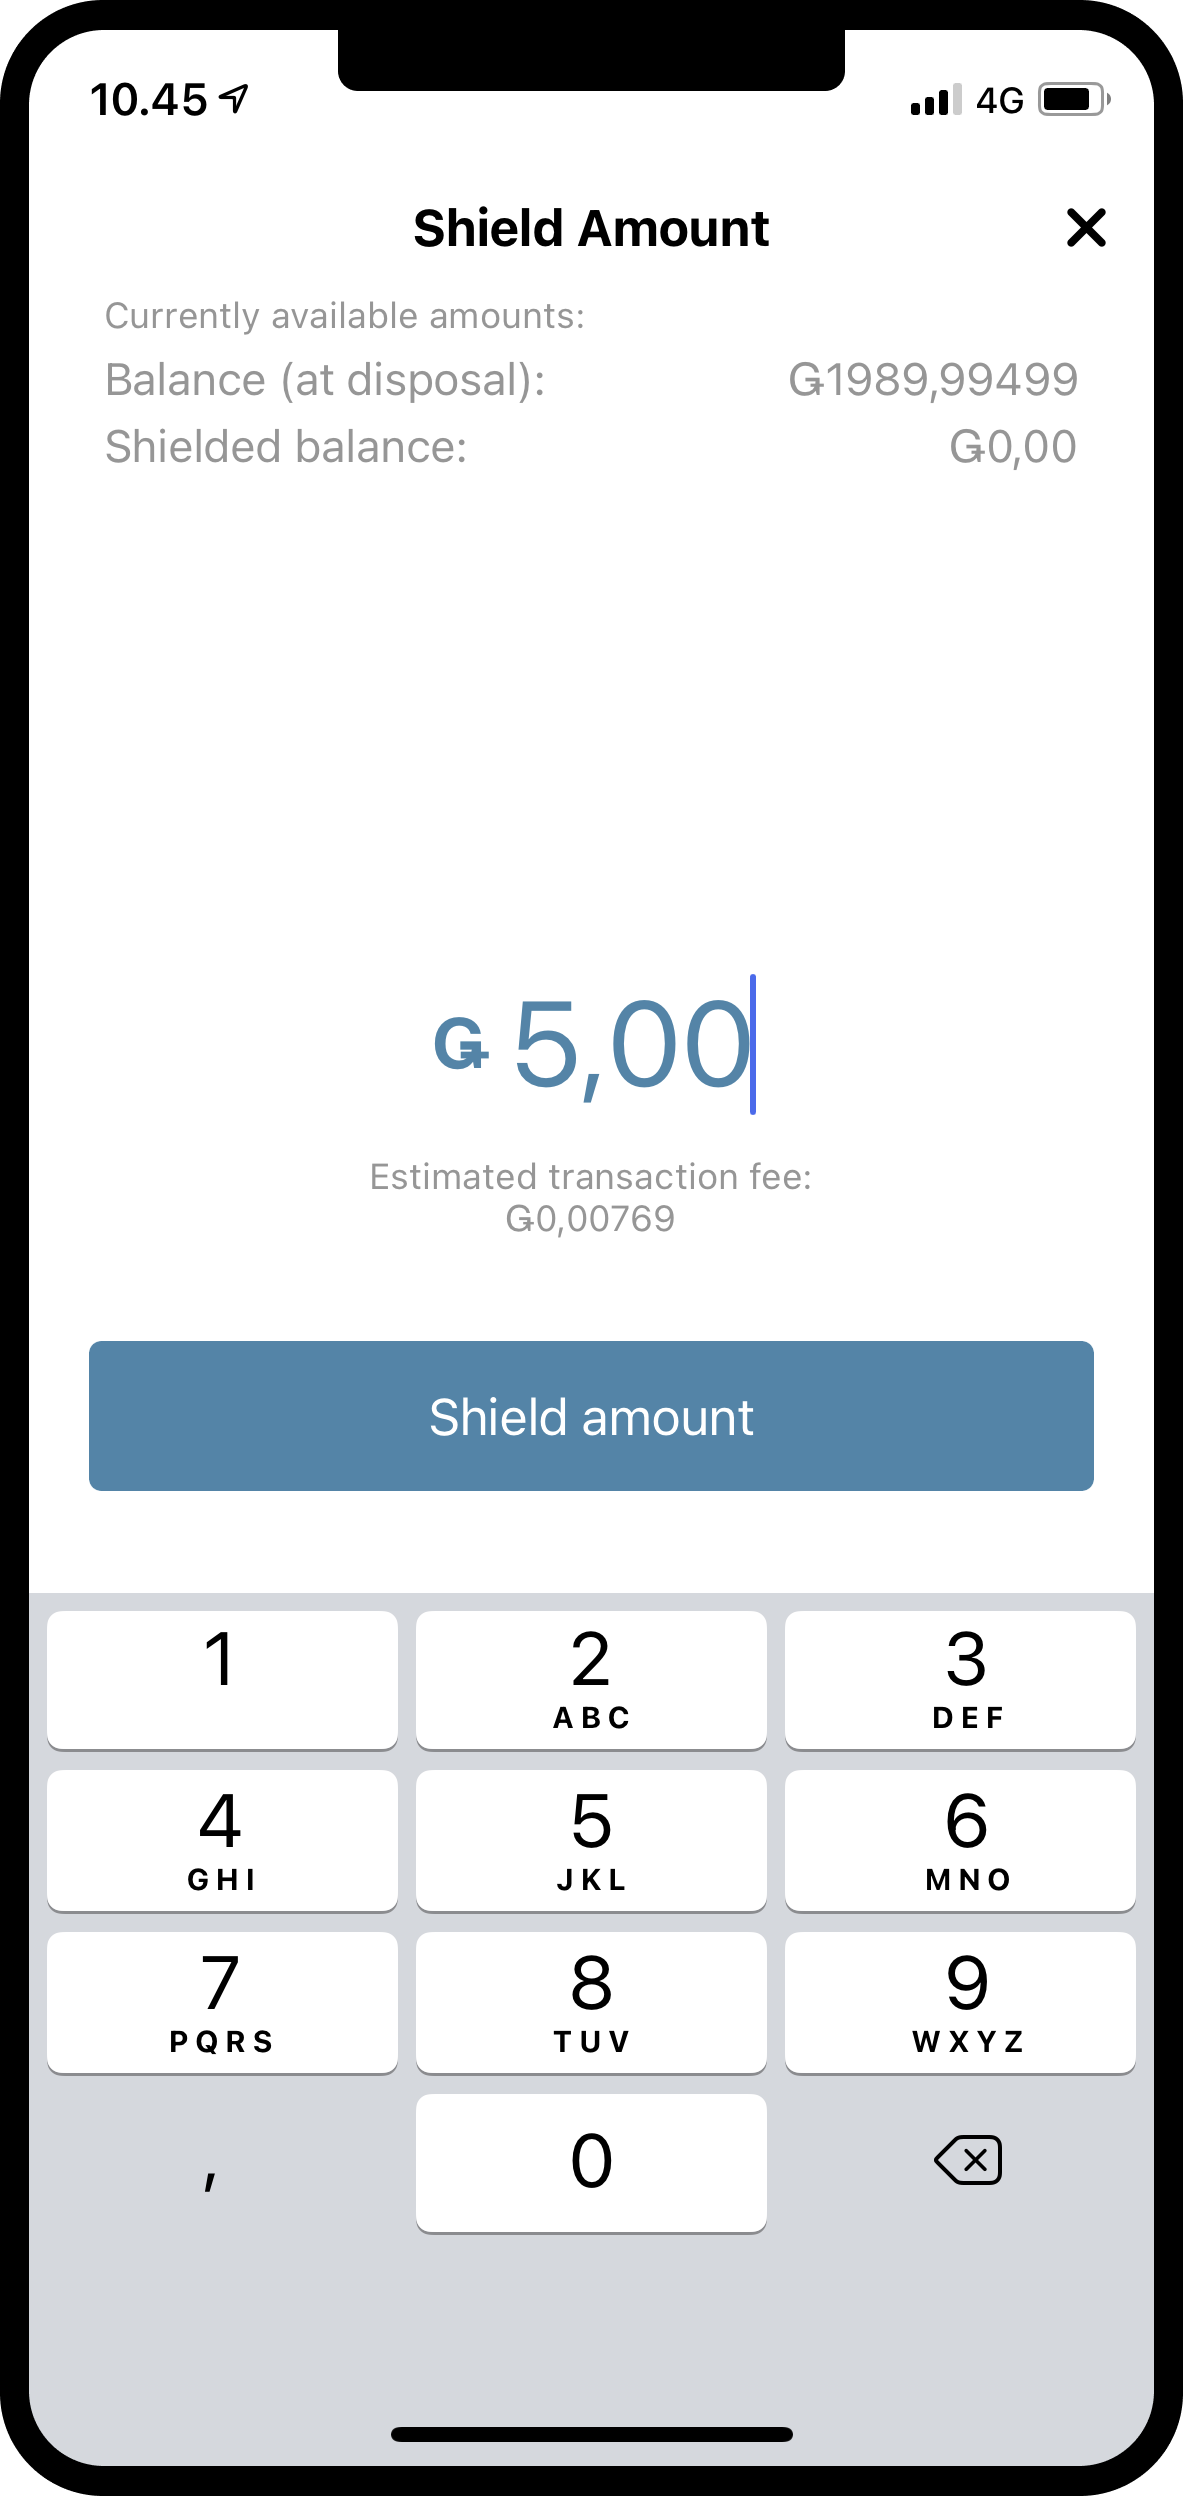 10.45
4G
Shield Amount
Currently available amounts:
Balance (at disposal): Ǥ1989,99499
Shielded balance: Ǥ0,00
Ǥ 5,00
Estimated transaction fee:
Ǥ0,00769
Shield amount
1 2 3
ABC DEF
4 5 6
GHI JKL MNO
7 8 9
PQRS TUV WXYZ
, 0